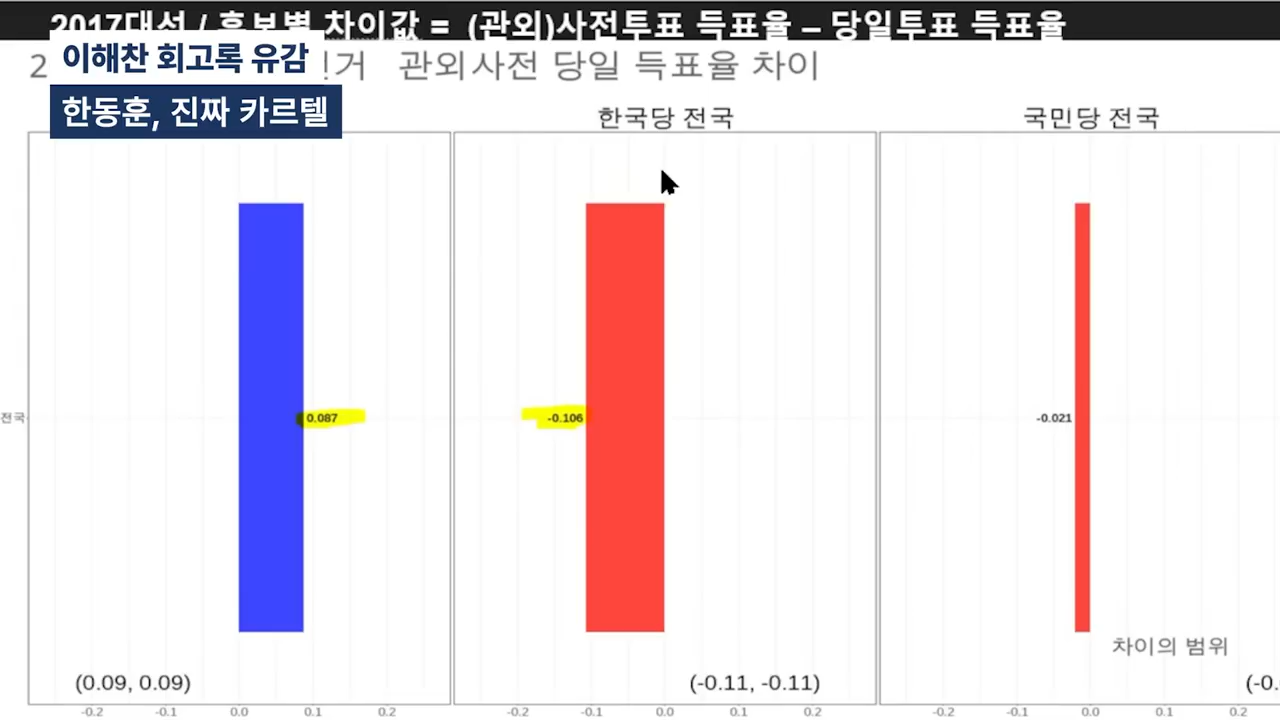 2017대선 / 후보별 차이값 = (관외)사전투표 득표율 – 당일투표 득표율
이해찬 회고록 유감
2 거 관외사전 당일 득표율 차이
한동훈, 진짜 카르텔
한국당 전국
국민당 전국
전국
0.087
-0.106
-0.021
차이의 범위
(0.09, 0.09)
(-0.11, -0.11)
(-0.
-0.2 -0.1 0.0 0.1 0.2
-0.2 -0.1 0.0 0.1 0.2
-0.2 -0.1 0.0 0.1 0.2